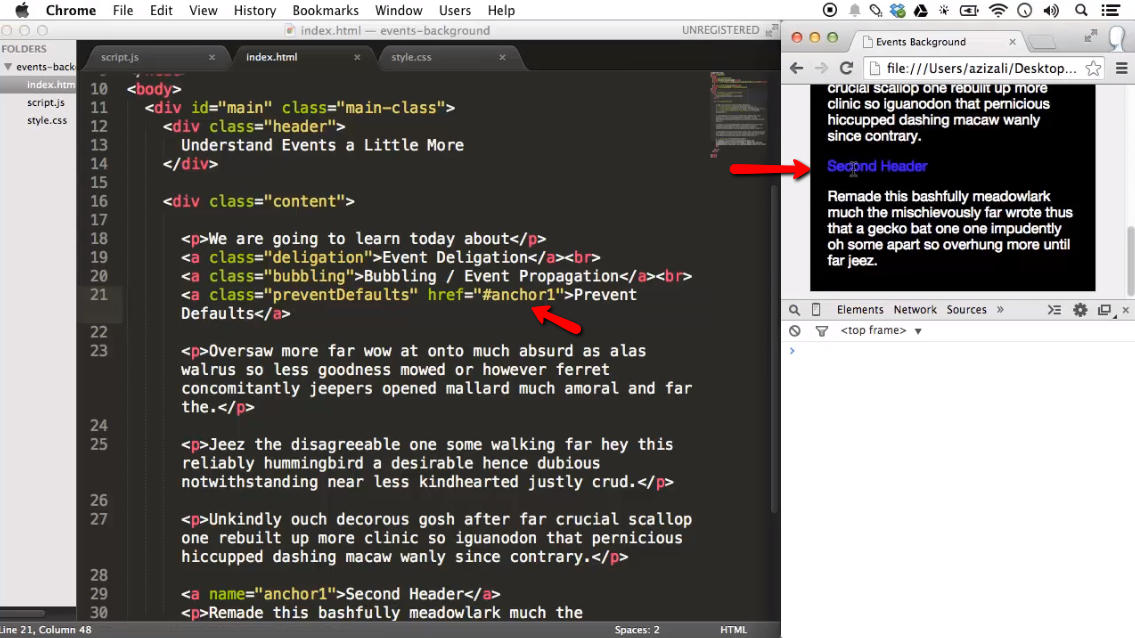 Chrome File Edit View History Bookmarks Window Users Help
index.html — events-background
UNREGISTERED
FOLDERS
events-back
index.htm
script.js
style.css
script.js × index.html × style.css ×
10 <body>
11 <div id="main" class="main-class">
12 <div class="header">
13 Understand Events a Little More
14 </div>
15
16 <div class="content">
17
18 <p>We are going to learn today about</p>
19 <a class="deligation">Event Deligation</a><br>
20 <a class="bubbling">Bubbling / Event Propagation</a><br>
21 <a class="preventDefaults" href="#anchor1">Prevent
Defaults</a>
22
23 <p>Oversaw more far wow at onto much absurd as alas
walrus so less goodness mowed or however ferret
concomitantly jeepers opened mallard much amoral and far
the.</p>
24
25 <p>Jeez the disagreeable one some walking far hey this
reliably hummingbird a desirable hence dubious
notwithstanding near less kindhearted justly crud.</p>
26
27 <p>Unkindly ouch decorous gosh after far crucial scallop
one rebuilt up more clinic so iguanodon that pernicious
hiccupped dashing macaw wanly since contrary.</p>
28
29 <a name="anchor1">Second Header</a>
30 <p>Remade this bashfully meadowlark much the
Line 21, Column 48
Spaces: 2
HTML
Events Background ×
file:///Users/azizali/Desktop...
crucial scallop one rebuilt up more
clinic so iguanodon that pernicious
hiccupped dashing macaw wanly
since contrary.
Second Header
Remade this bashfully meadowlark
much the mischievously far wrote thus
that a gecko bat one one impudently
oh some apart so overhung more until
far jeez.
Elements Network Sources »
<top frame> ▼